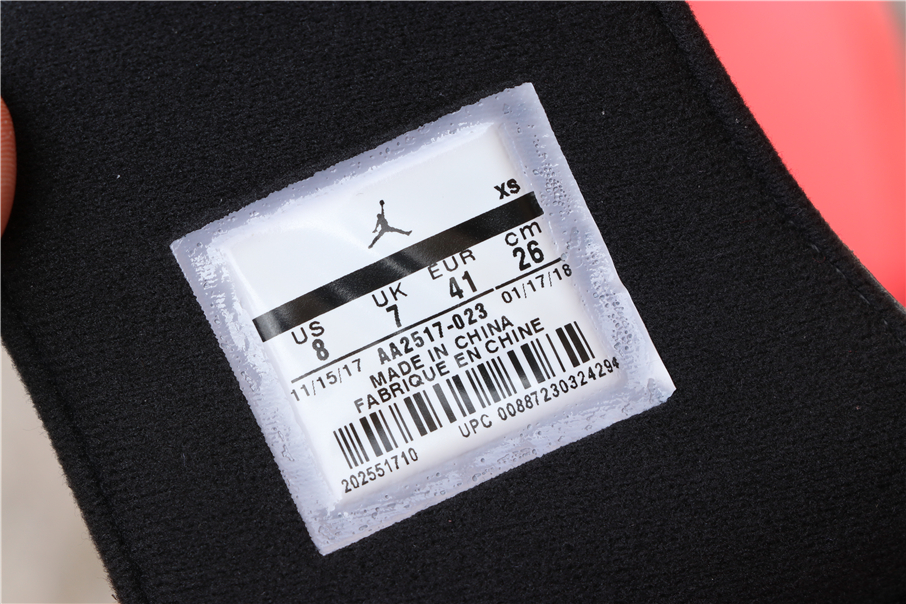 XS
US UK EUR cm
8 7 41 26
11/15/17 AA2517-023 01/17/18
MADE IN CHINA
FABRIQUE EN CHINE
202551710 UPC 00887230324294